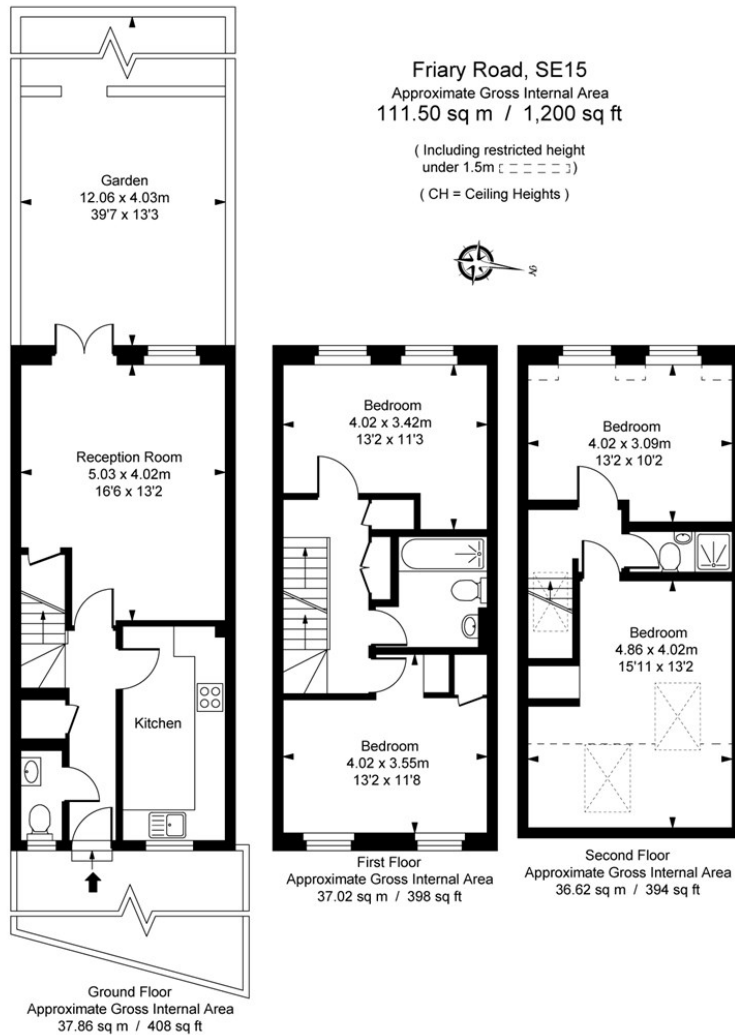 Friary Road, SE15
Approximate Gross Internal Area
111.50 sq m / 1,200 sq ft
( Including restricted height
under 1.5m )
( CH = Ceiling Heights )
N
Garden
12.06 x 4.03m
39'7 x 13'3
Reception Room
5.03 x 4.02m
16'6 x 13'2
Kitchen
Ground Floor
Approximate Gross Internal Area
37.86 sq m / 408 sq ft
Bedroom
4.02 x 3.42m
13'2 x 11'3
Bedroom
4.02 x 3.55m
13'2 x 11'8
First Floor
Approximate Gross Internal Area
37.02 sq m / 398 sq ft
Bedroom
4.02 x 3.09m
13'2 x 10'2
Bedroom
4.86 x 4.02m
15'11 x 13'2
Second Floor
Approximate Gross Internal Area
36.62 sq m / 394 sq ft